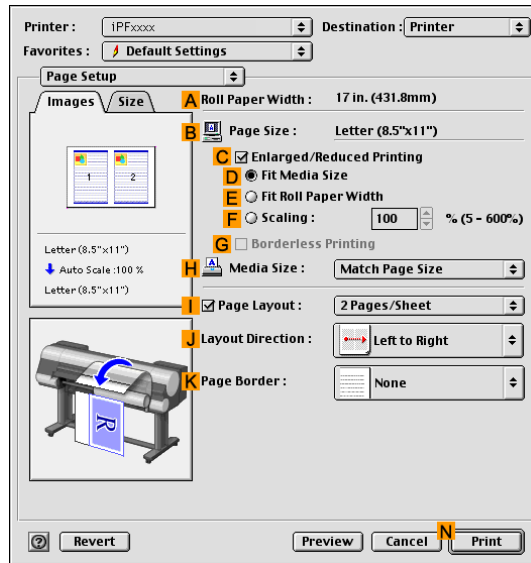 Printer : iPFxxxx Destination : Printer
Favorites : Default Settings
Page Setup
Images Size
A Roll Paper Width : 17 in. (431.8mm)
B Page Size : Letter (8.5"x11")
C Enlarged/Reduced Printing
D Fit Media Size
E Fit Roll Paper Width
F Scaling : 100 % (5 - 600%)
G Borderless Printing
H Media Size : Match Page Size
I Page Layout : 2 Pages/Sheet
J Layout Direction : Left to Right
K Page Border : None
1 2
Letter (8.5"x11")
Auto Scale :100 %
Letter (8.5"x11")
R
? Revert Preview Cancel N Print